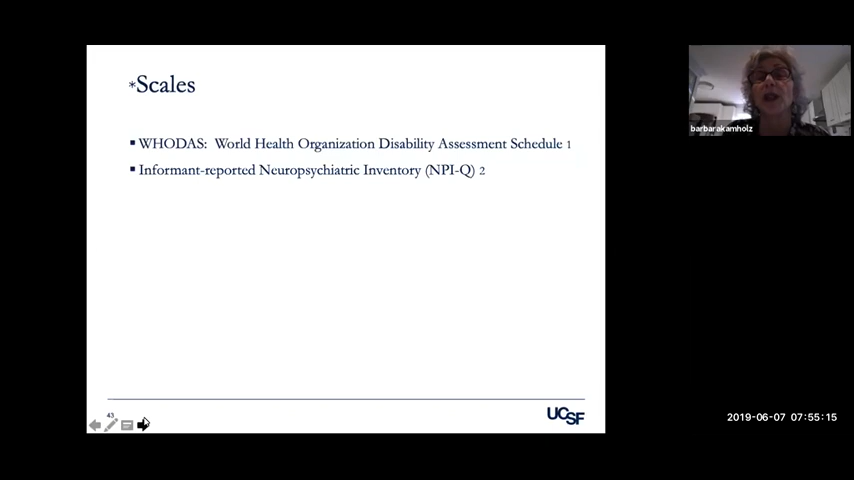 *Scales
▪ WHODAS: World Health Organization Disability Assessment Schedule 1
▪ Informant-reported Neuropsychiatric Inventory (NPI-Q) 2
barbarakamholz
43
UCSF
2019-06-07 07:55:15